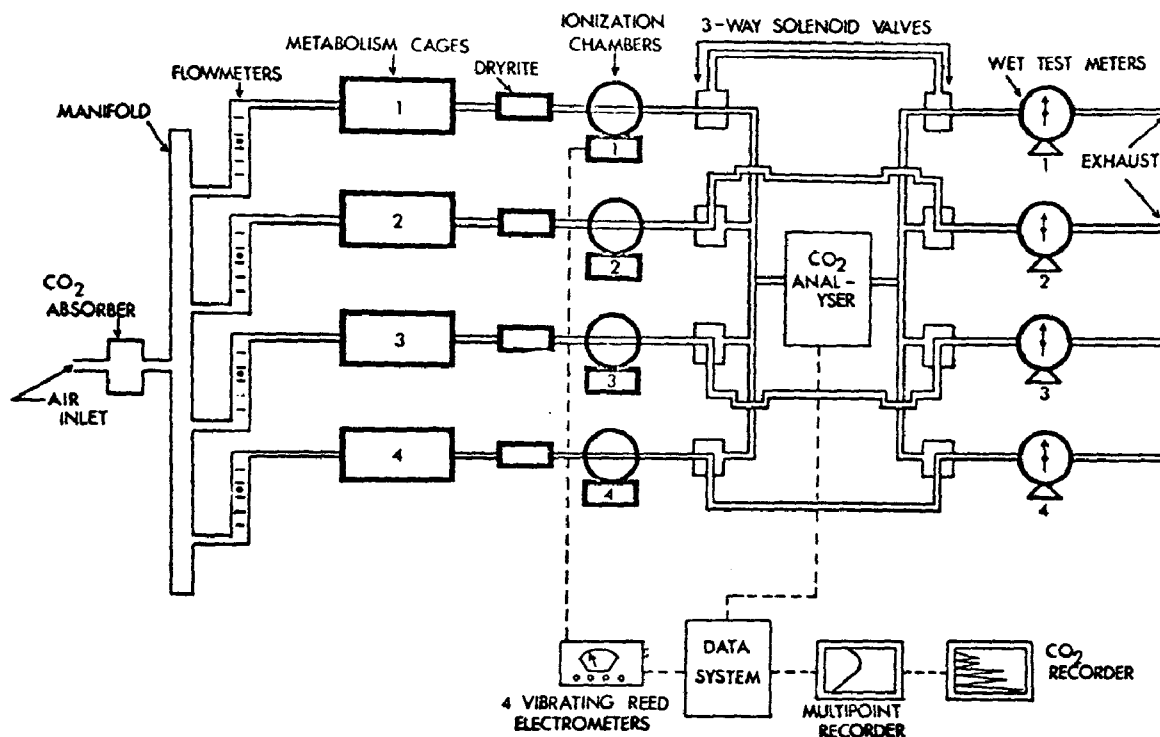 IONIZATION
CHAMBERS
3-WAY SOLENOID VALVES
METABOLISM CAGES
DRYRITE
WET TEST METERS
FLOWMETERS
MANIFOLD
1
1
1
EXHAUST
2
2
2
CO2
ANAL-
YSER
CO2
ABSORBER
3
3
3
AIR
INLET
4
4
4
DATA
SYSTEM
CO2
RECORDER
4 VIBRATING REED
ELECTROMETERS
MULTIPOINT
RECORDER